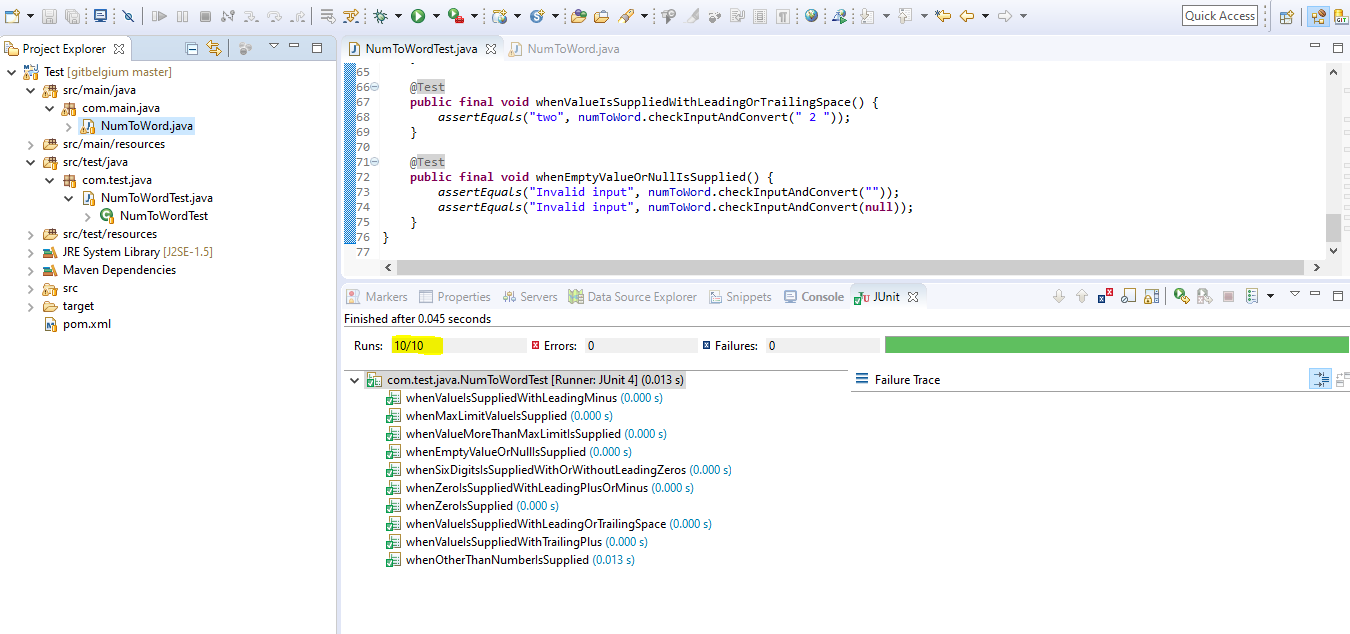 Quick Access
Project Explorer
Test [gitbelgium master]
src/main/java
com.main.java
NumToWord.java
src/main/resources
src/test/java
com.test.java
NumToWordTest.java
NumToWordTest
src/test/resources
JRE System Library [J2SE-1.5]
Maven Dependencies
src
target
pom.xml
NumToWordTest.java NumToWord.java
65
66 @Test
67 public final void whenValueIsSuppliedWithLeadingOrTrailingSpace() {
68 assertEquals("two", numToWord.checkInputAndConvert(" 2 "));
69 }
70
71 @Test
72 public final void whenEmptyValueOrNullIsSupplied() {
73 assertEquals("Invalid input", numToWord.checkInputAndConvert(""));
74 assertEquals("Invalid input", numToWord.checkInputAndConvert(null));
75 }
76 }
77
Markers Properties Servers Data Source Explorer Snippets Console JUnit
Finished after 0.045 seconds
Runs: 10/10 Errors: 0 Failures: 0
com.test.java.NumToWordTest [Runner: JUnit 4] (0.013 s)
whenValueIsSuppliedWithLeadingMinus (0.000 s)
whenMaxLimitValueIsSupplied (0.000 s)
whenValueMoreThanMaxLimitIsSupplied (0.000 s)
whenEmptyValueOrNullIsSupplied (0.000 s)
whenSixDigitsIsSuppliedWithOrWithoutLeadingZeros (0.000 s)
whenZeroIsSuppliedWithLeadingPlusOrMinus (0.000 s)
whenZeroIsSupplied (0.000 s)
whenValueIsSuppliedWithLeadingOrTrailingSpace (0.000 s)
whenValueIsSuppliedWithTrailingPlus (0.000 s)
whenOtherThanNumberIsSupplied (0.013 s)
Failure Trace